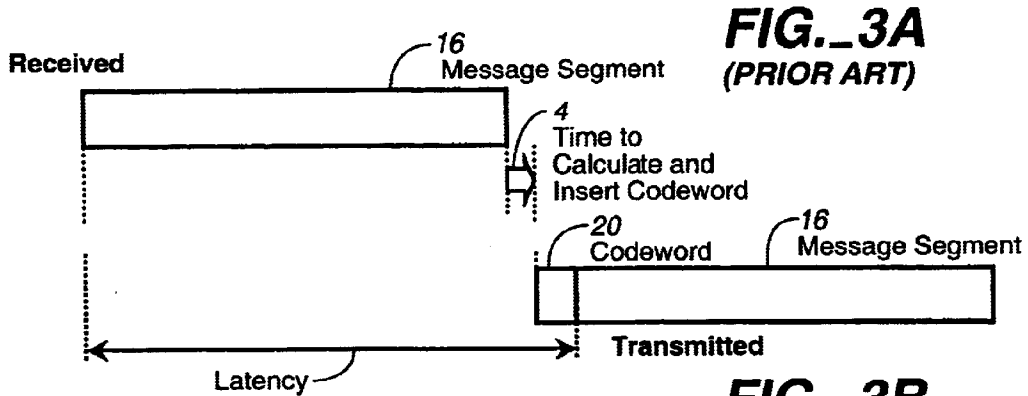 FIG._3A
(PRIOR ART)
Received
16
Message Segment
4
Time to
Calculate and
Insert Codeword
20
Codeword
16
Message Segment
Transmitted
Latency